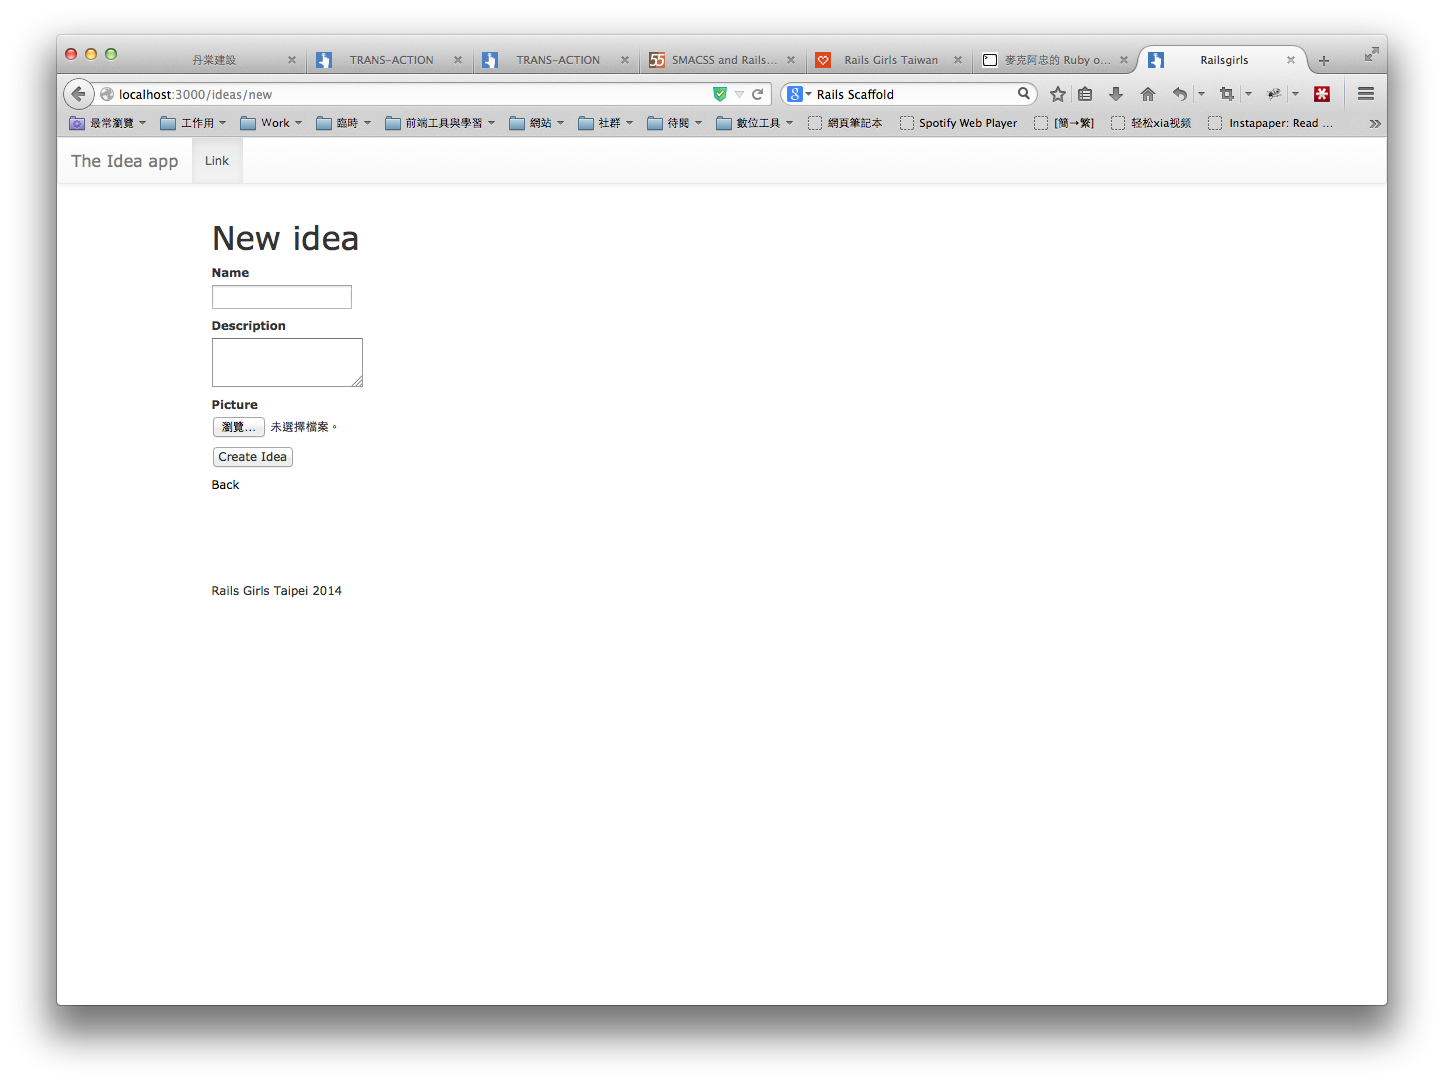 丹棠建設 TRANS-ACTION TRANS-ACTION SMACSS and Rails... Rails Girls Taiwan 麥克阿忠的 Ruby o... Railsgirls
localhost:3000/ideas/new Rails Scaffold
最常瀏覽 工作用 Work 臨時 前端工具與學習 網站 社群 待閱 數位工具 網頁筆記本 Spotify Web Player [簡→繁] 轻松xia视频 Instapaper: Read ...
The Idea app Link
New idea
Name
Description
Picture
瀏覽... 未選擇檔案。
Create Idea
Back
Rails Girls Taipei 2014